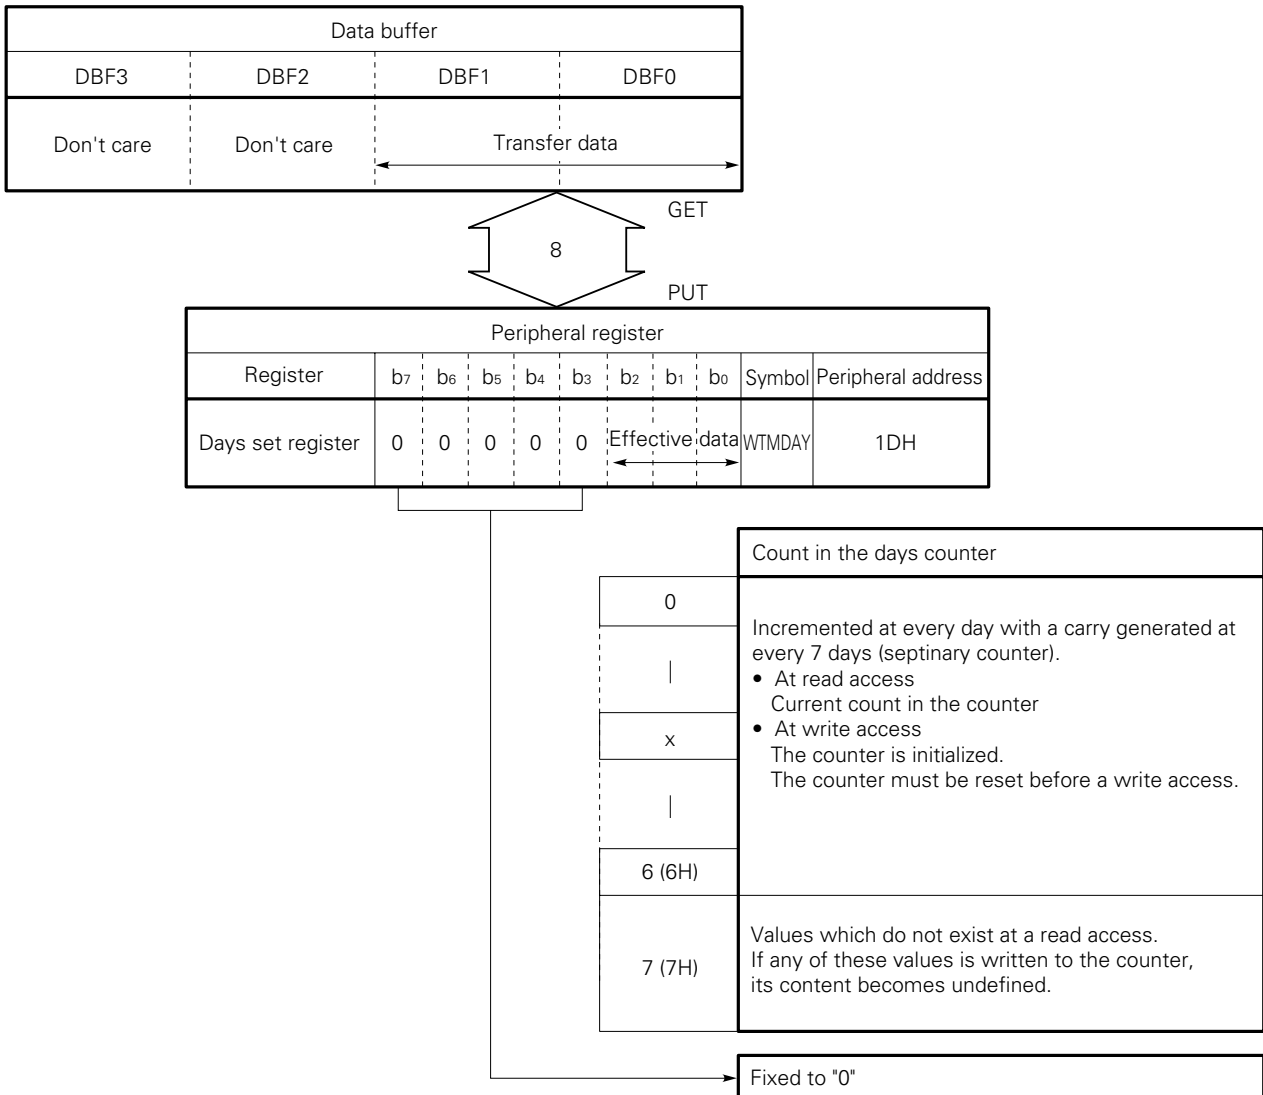 Data buffer
DBF3 DBF2 DBF1 DBF0
Don't care Don't care Transfer data
GET
8
PUT
Peripheral register
Register b7 b6 b5 b4 b3 b2 b1 b0 Symbol Peripheral address
Days set register 0 0 0 0 0 Effective data WTMDAY 1DH
Count in the days counter
0
Incremented at every day with a carry generated at
every 7 days (septinary counter).
• At read access
Current count in the counter
• At write access
x
The counter is initialized.
The counter must be reset before a write access.
6 (6H)
Values which do not exist at a read access.
7 (7H)
If any of these values is written to the counter,
its content becomes undefined.
Fixed to "0"